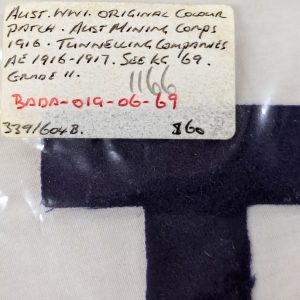 AUST. WW1. ORIGINAL COLOUR
PATCH. AUST MINING CORPS
1916. TUNNELLING COMPANIES
AE 1916-1917. SEE KG '69.
GRADE 11.
1166
BADA-019-06-69
339/604B. $60